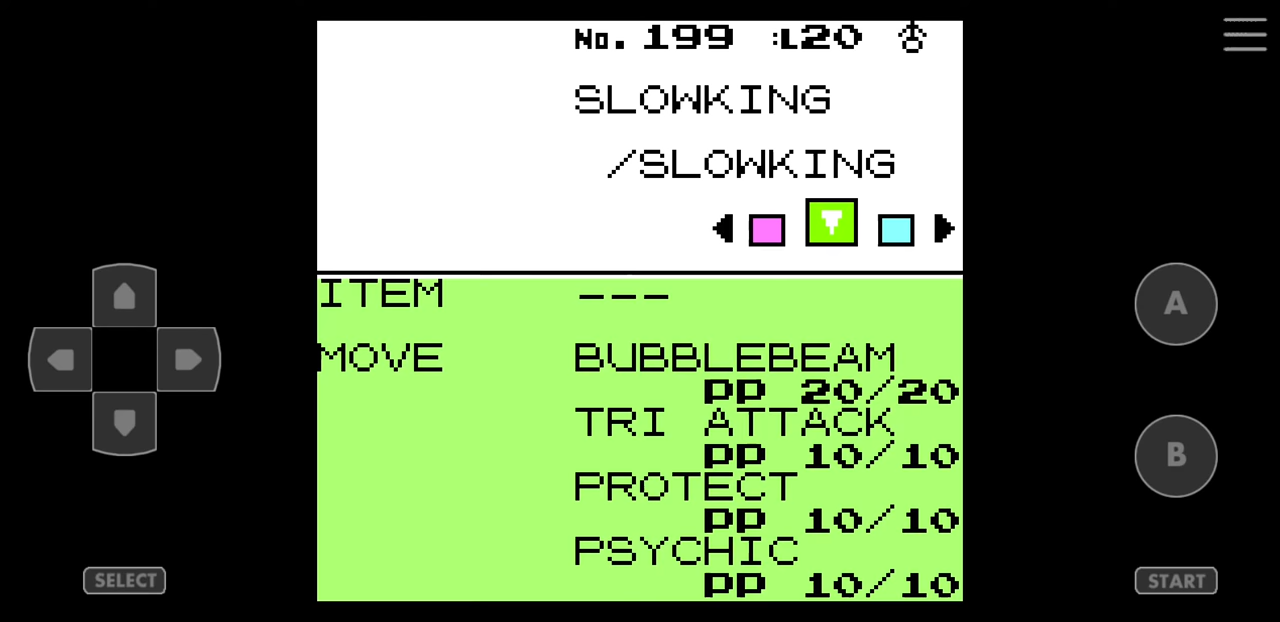 No. 199 :L20
SLOWKING
/SLOWKING
ITEM ---
MOVE BUBBLEBEAM
PP 20/20
TRI ATTACK
PP 10/10
PROTECT
PP 10/10
PSYCHIC
PP 10/10
A
B
SELECT
START